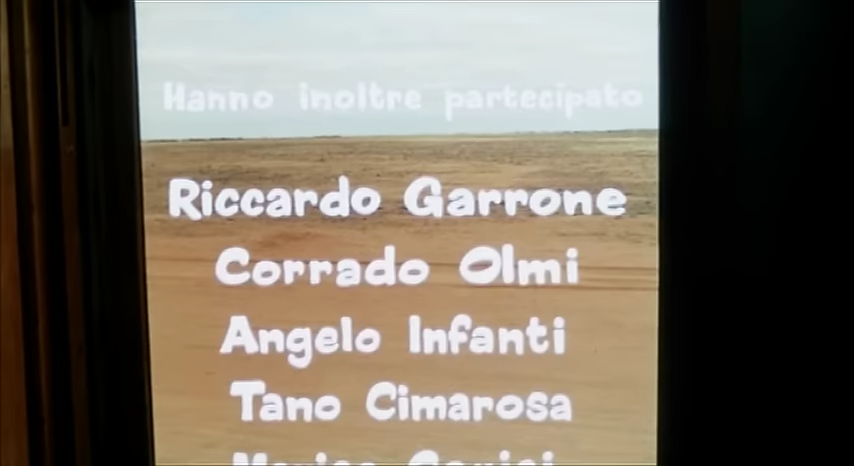 Hanno inoltre partecipato
Riccardo Garrone
Corrado Olmi
Angelo Infanti
Tano Cimarosa